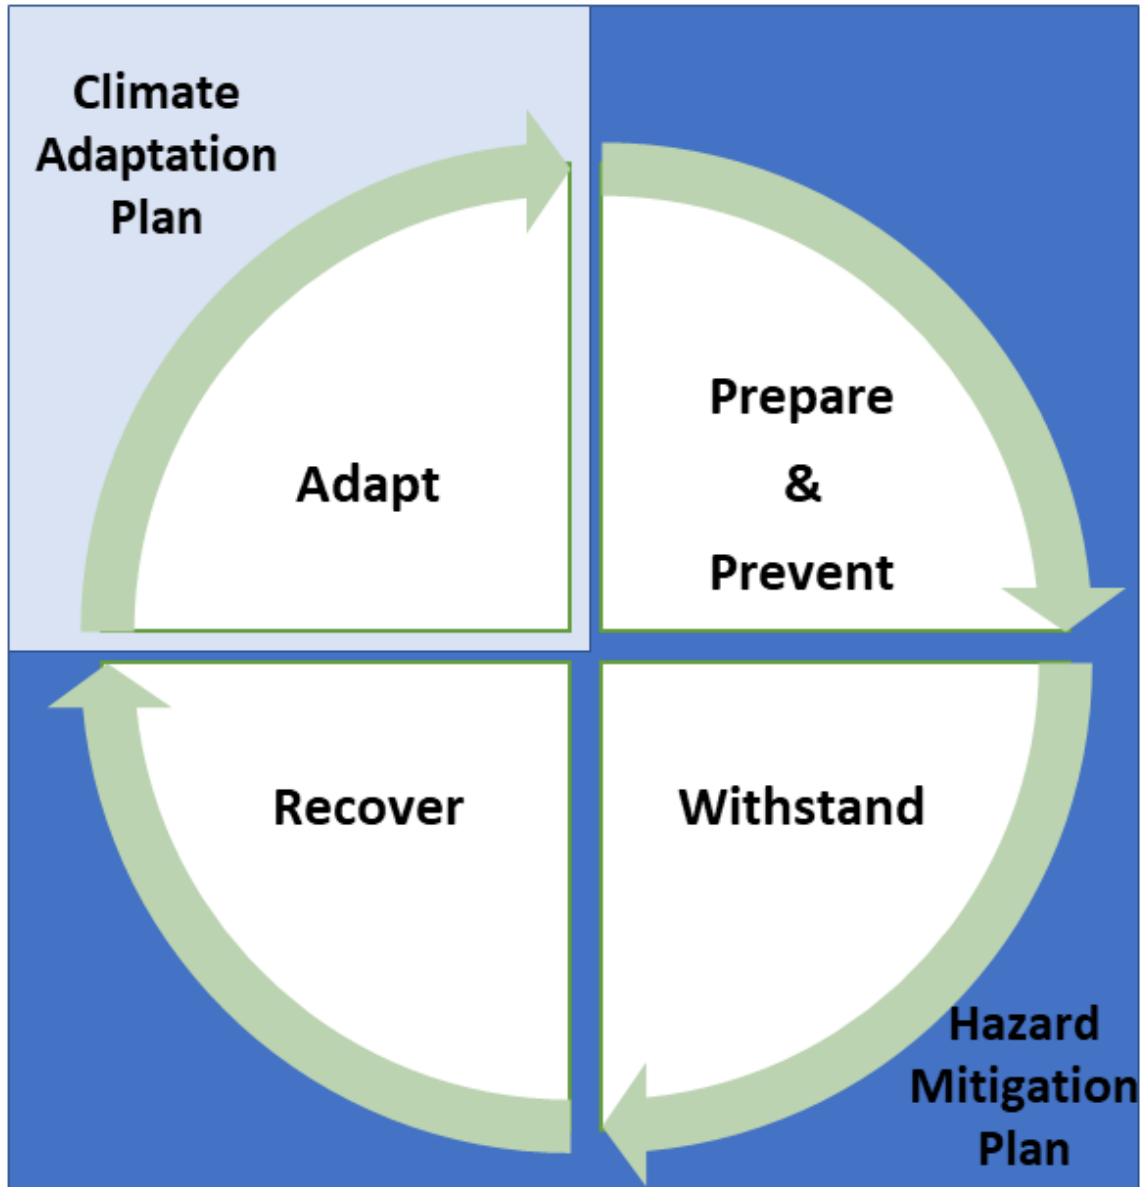 Climate
Adaptation
Plan
Adapt
Prepare
&
Prevent
Recover
Withstand
Hazard
Mitigation
Plan